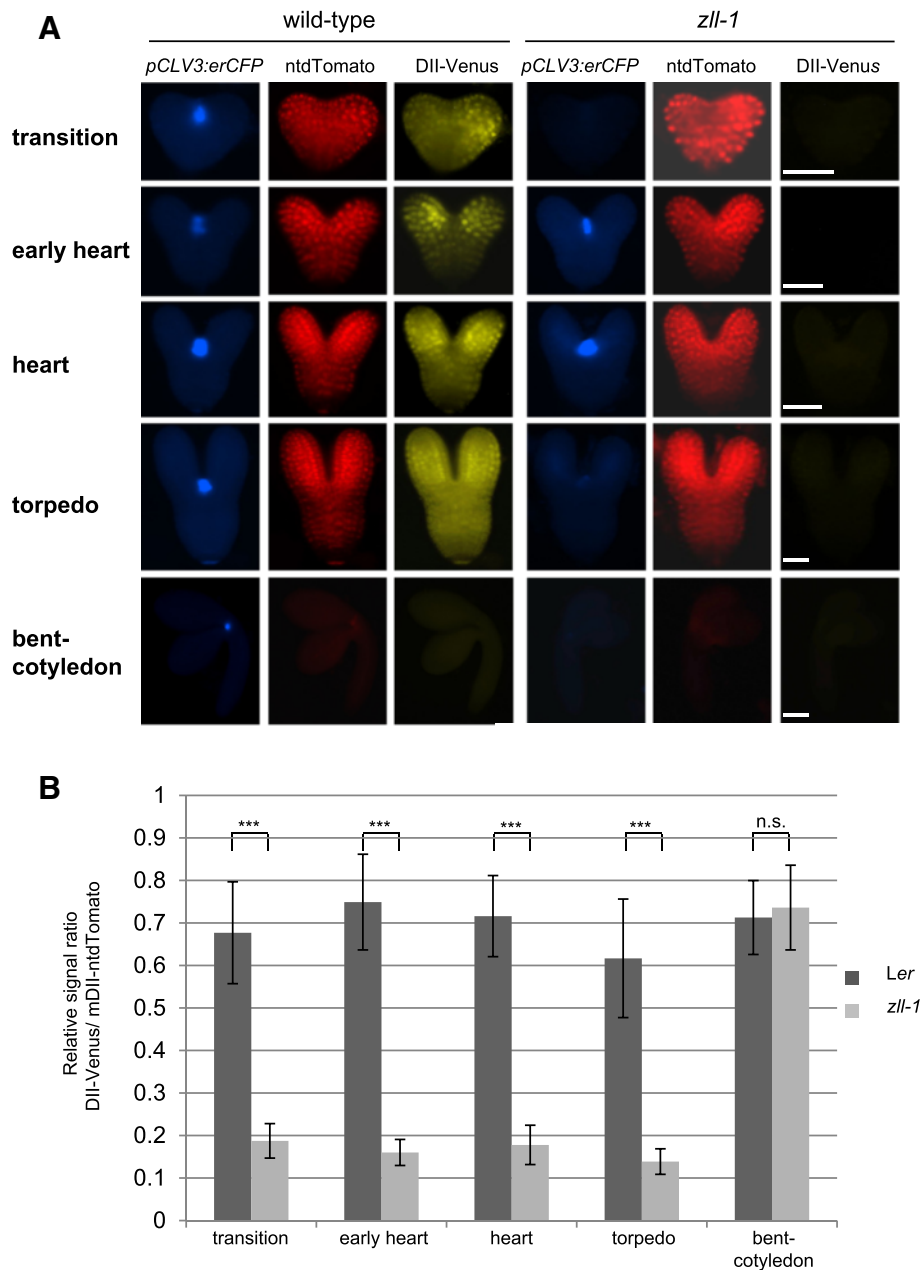 A
wild-type
zll-1
pCLV3:erCFP
ntdTomato
DII-Venus
pCLV3:erCFP
ntdTomato
DII-Venus
transition
early heart
heart
torpedo
bent-
cotyledon
B
Relative signal ratio
DII-Venus/ mDII-ntdTomato
1
0.9
0.8
0.7
0.6
0.5
0.4
0.3
0.2
0.1
0
***
***
***
***
n.s.
transition
early heart
heart
torpedo
bent-
cotyledon
Ler
zll-1